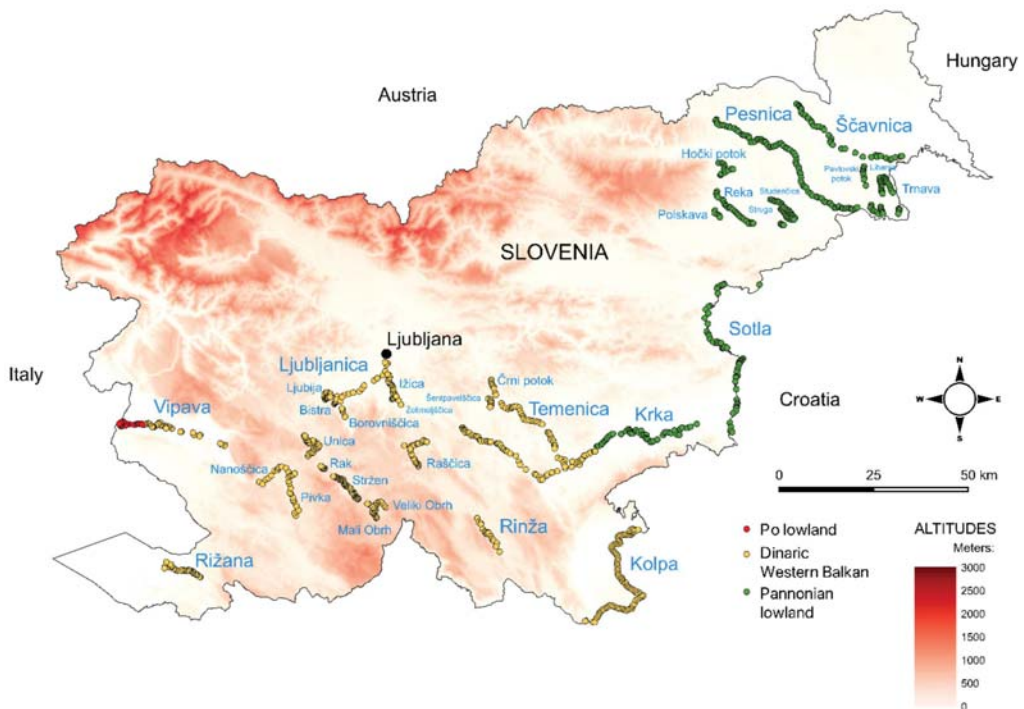 Hungary
Austria
Pesnica
Ščavnica
Hočki potok
Pavlovski
potok
Libanja
Trnava
Reka
Studenčnica
Struga
Polskava
SLOVENIA
Sotla
Ljubljana
Italy
Ljubljanica
Ljubija
Ižica
Črni potok
Šentpavelščica
Zotmoljščica
Bistra
Borovniščica
Temenica
Krka
Croatia
Vipava
Unica
Nanoščica
Rak
Raščica
Stržen
Pivka
Veliki Obrh
Mali Obrh
Rinža
Rižana
Kolpa
N
W
E
S
0
25
50 km
Po lowland
Dinaric
Western Balkan
Pannonian
lowland
ALTITUDES
Meters:
3000
2500
2000
1500
1000
500
0